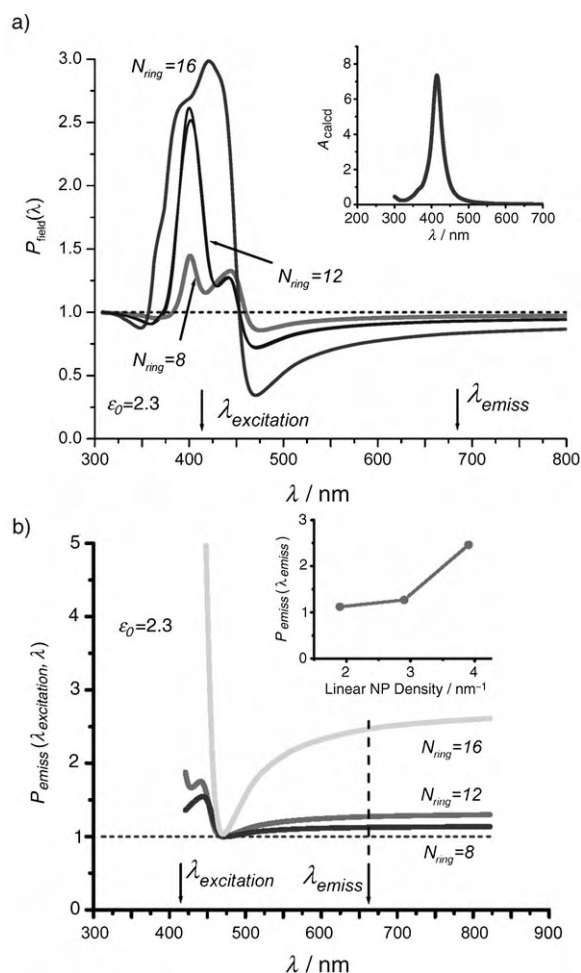 a)
3.0
2.5
2.0
1.5
1.0
0.5
0.0
P_field(λ)
N_ring=16
N_ring=12
N_ring=8
ε₀=2.3
λ_excitation
λ_emiss
300 400 500 600 700 800
λ / nm
8
6
4
2
0
A_calcd
200 300 400 500 600 700
λ / nm
b)
5
4
3
2
1
0
P_emiss (λ_excitation, λ)
ε₀=2.3
3
2
1
0
P_emiss (λ_emiss)
2 3 4
Linear NP Density / nm⁻¹
N_ring=16
N_ring=12
N_ring=8
λ_excitation
λ_emiss
300 400 500 600 700 800 900
λ / nm